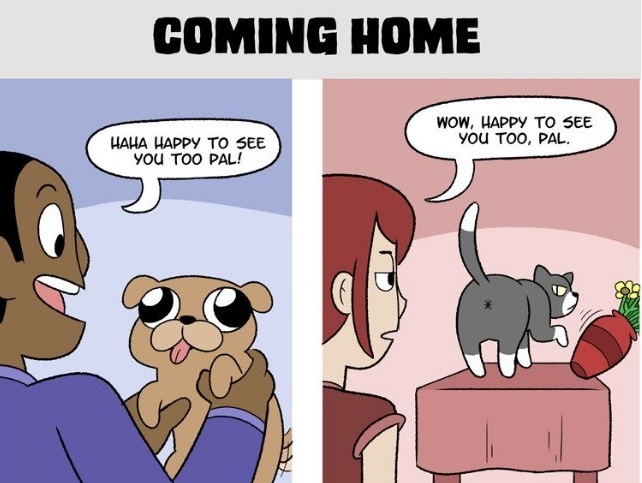 COMING HOME
HAHA HAPPY TO SEE
YOU TOO PAL!
WOW, HAPPY TO SEE
YOU TOO, PAL.